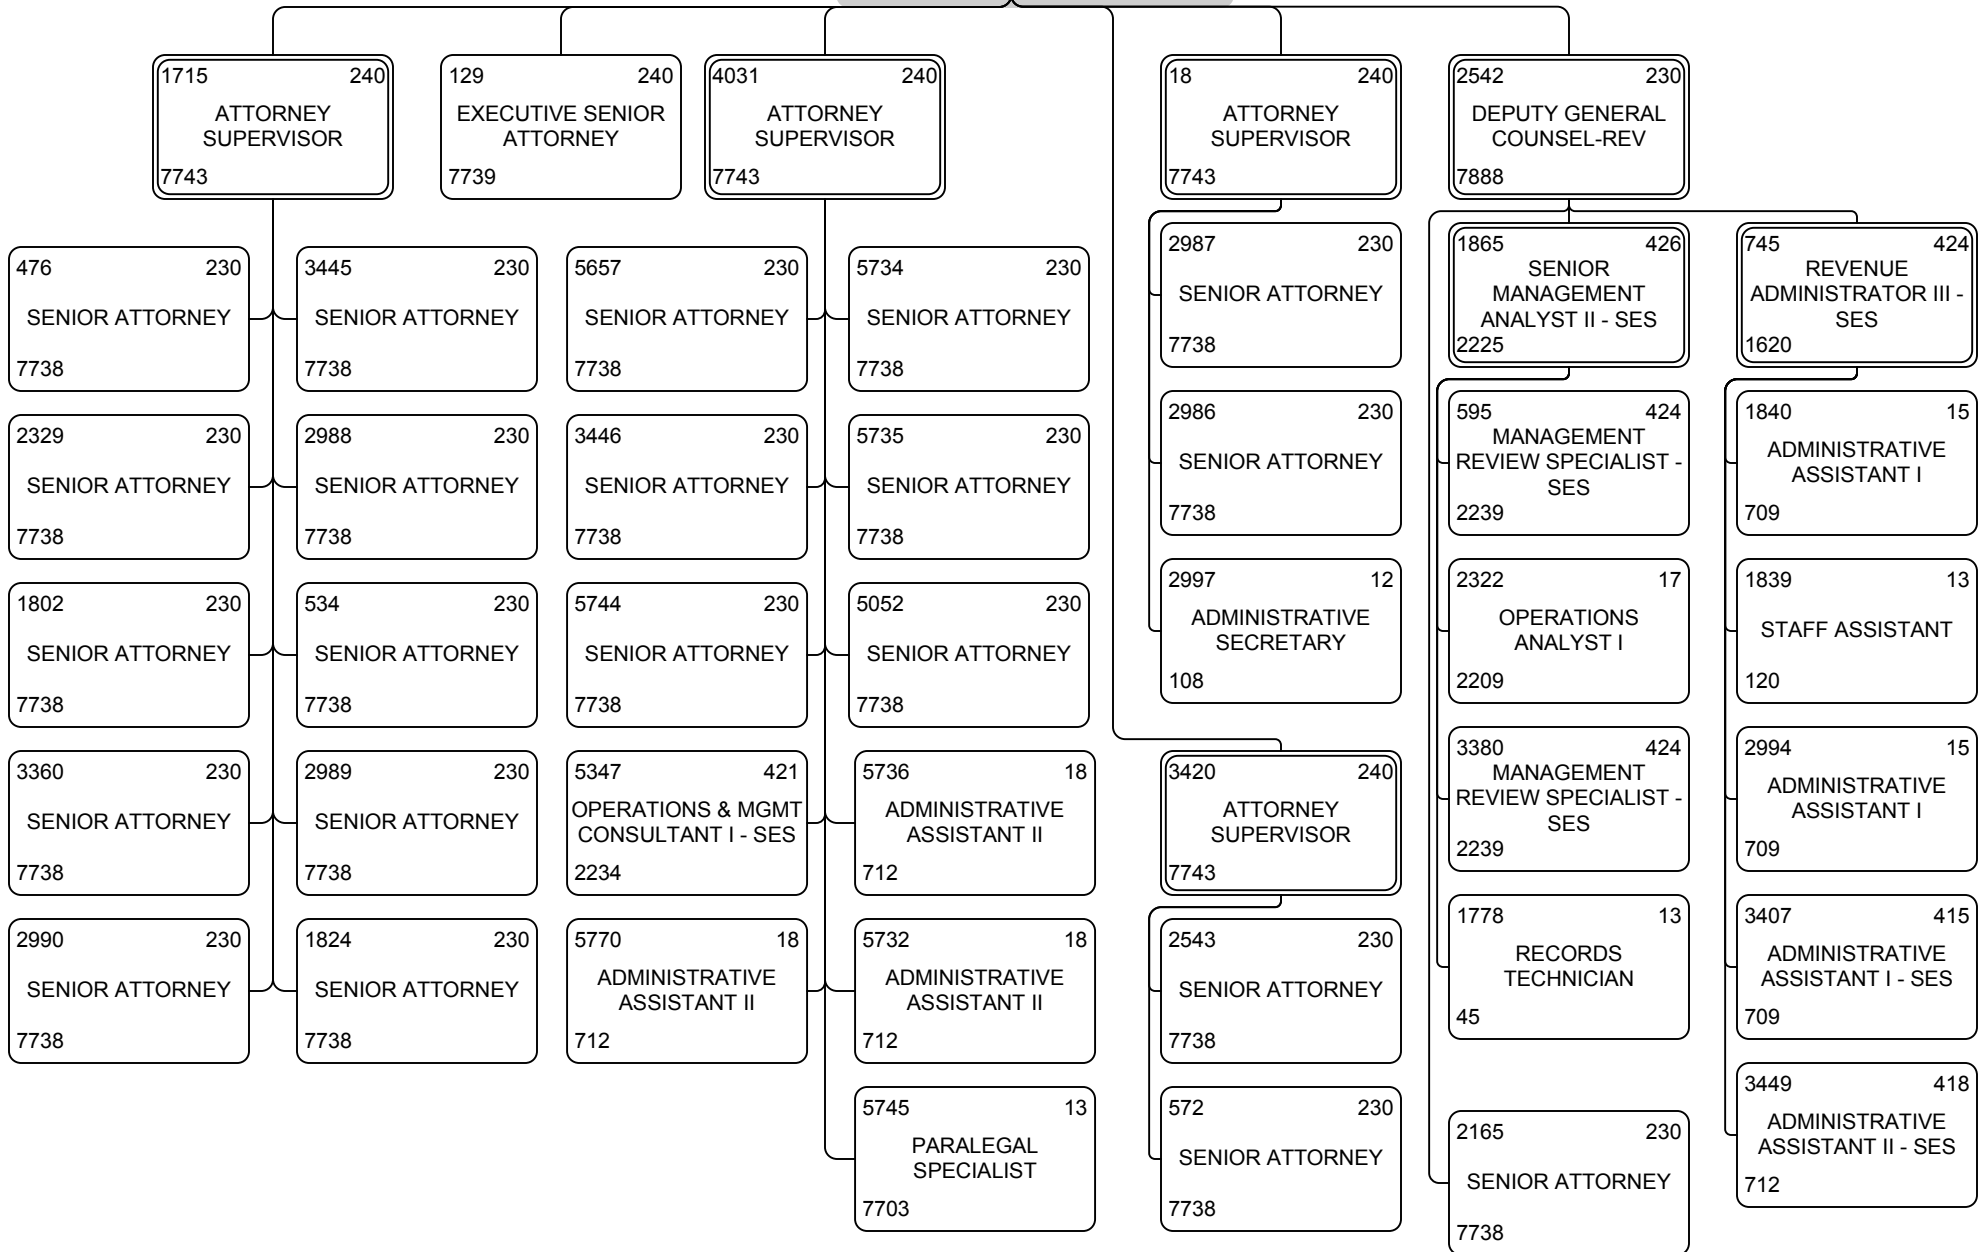 1715 240
ATTORNEY
SUPERVISOR
7743
129 240
EXECUTIVE SENIOR
ATTORNEY
7739
4031 240
ATTORNEY
SUPERVISOR
7743
18 240
ATTORNEY
SUPERVISOR
7743
2542 230
DEPUTY GENERAL
COUNSEL-REV
7888
476 230
SENIOR ATTORNEY
7738
3445 230
SENIOR ATTORNEY
7738
2329 230
SENIOR ATTORNEY
7738
2988 230
SENIOR ATTORNEY
7738
1802 230
SENIOR ATTORNEY
7738
534 230
SENIOR ATTORNEY
7738
3360 230
SENIOR ATTORNEY
7738
2989 230
SENIOR ATTORNEY
7738
2990 230
SENIOR ATTORNEY
7738
1824 230
SENIOR ATTORNEY
7738
5657 230
SENIOR ATTORNEY
7738
5734 230
SENIOR ATTORNEY
7738
3446 230
SENIOR ATTORNEY
7738
5735 230
SENIOR ATTORNEY
7738
5744 230
SENIOR ATTORNEY
7738
5052 230
SENIOR ATTORNEY
7738
5347 421
OPERATIONS & MGMT
CONSULTANT I - SES
2234
5736 18
ADMINISTRATIVE
ASSISTANT II
712
5770 18
ADMINISTRATIVE
ASSISTANT II
712
5732 18
ADMINISTRATIVE
ASSISTANT II
712
5745 13
PARALEGAL
SPECIALIST
7703
2987 230
SENIOR ATTORNEY
7738
2986 230
SENIOR ATTORNEY
7738
2997 12
ADMINISTRATIVE
SECRETARY
108
3420 240
ATTORNEY
SUPERVISOR
7743
2543 230
SENIOR ATTORNEY
7738
572 230
SENIOR ATTORNEY
7738
1865 426
SENIOR
MANAGEMENT
ANALYST II - SES
2225
595 424
MANAGEMENT
REVIEW SPECIALIST -
SES
2239
2322 17
OPERATIONS
ANALYST I
2209
3380 424
MANAGEMENT
REVIEW SPECIALIST -
SES
2239
1778 13
RECORDS
TECHNICIAN
45
2165 230
SENIOR ATTORNEY
7738
745 424
REVENUE
ADMINISTRATOR III -
SES
1620
1840 15
ADMINISTRATIVE
ASSISTANT I
709
1839 13
STAFF ASSISTANT
120
2994 15
ADMINISTRATIVE
ASSISTANT I
709
3407 415
ADMINISTRATIVE
ASSISTANT I - SES
709
3449 418
ADMINISTRATIVE
ASSISTANT II - SES
712